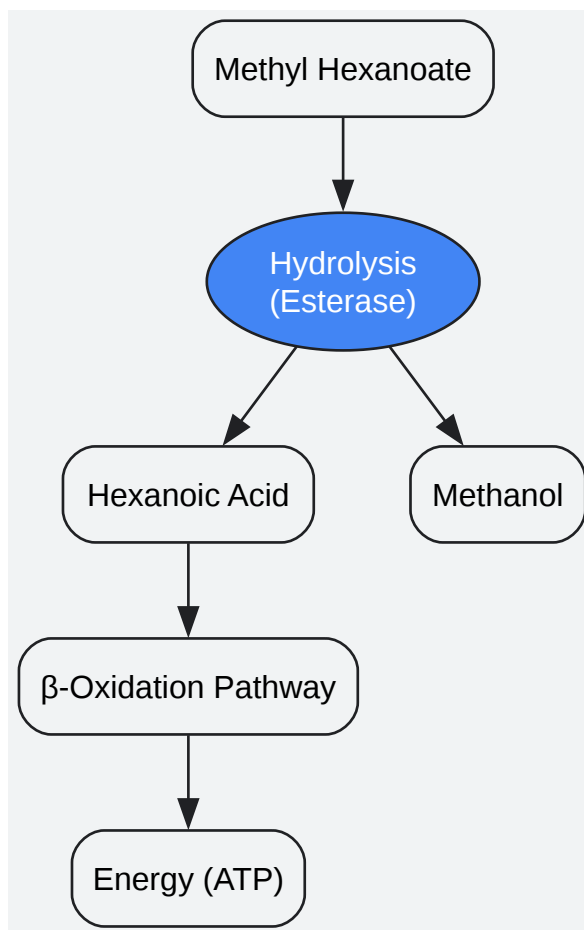 Methyl Hexanoate
Hydrolysis
(Esterase)
Hexanoic Acid
Methanol
β-Oxidation Pathway
Energy (ATP)